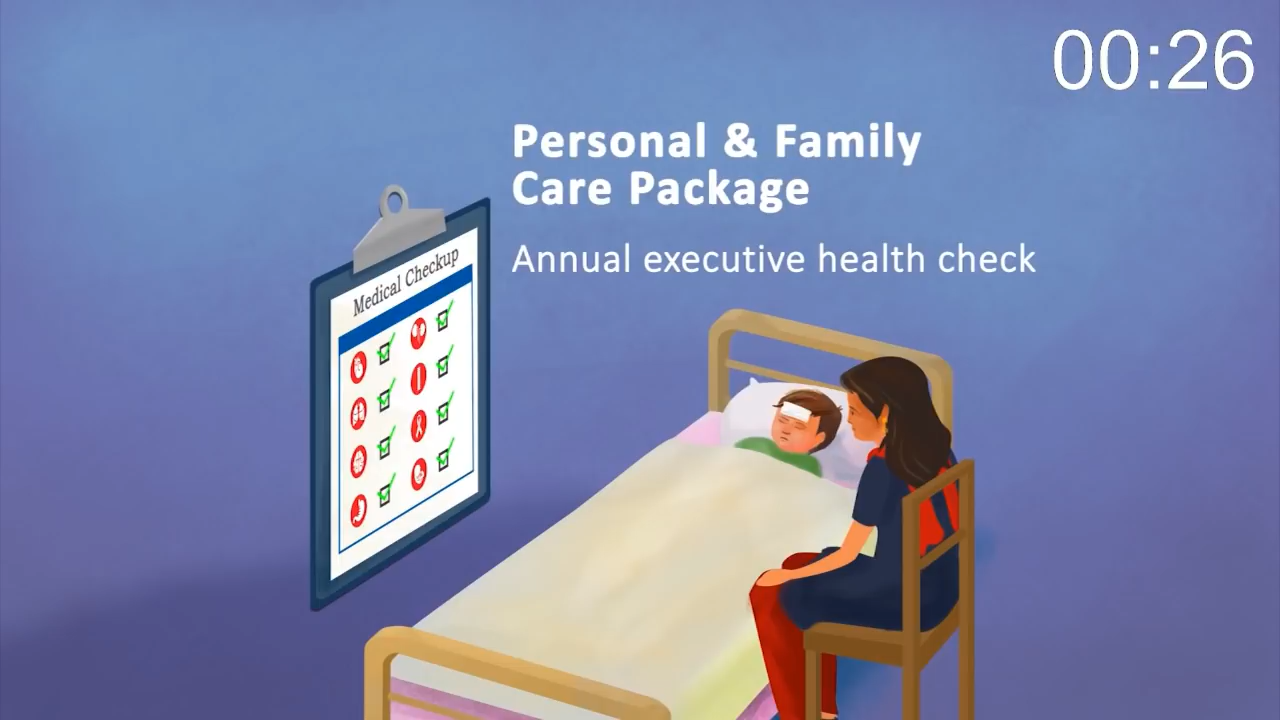 00:26
Personal & Family
Care Package
Annual executive health check
Medical Checkup